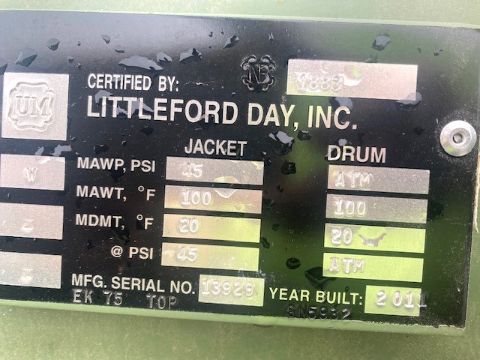 CERTIFIED BY:
UM
LITTLEFORD DAY, INC.
JACKET DRUM
W MAWP, PSI 45 ATM
MAWT, °F 100 100
MDMT, °F 20 20
@ PSI 45 ATM
MFG. SERIAL NO. 13929 YEAR BUILT: 2011
EK 75 TOP